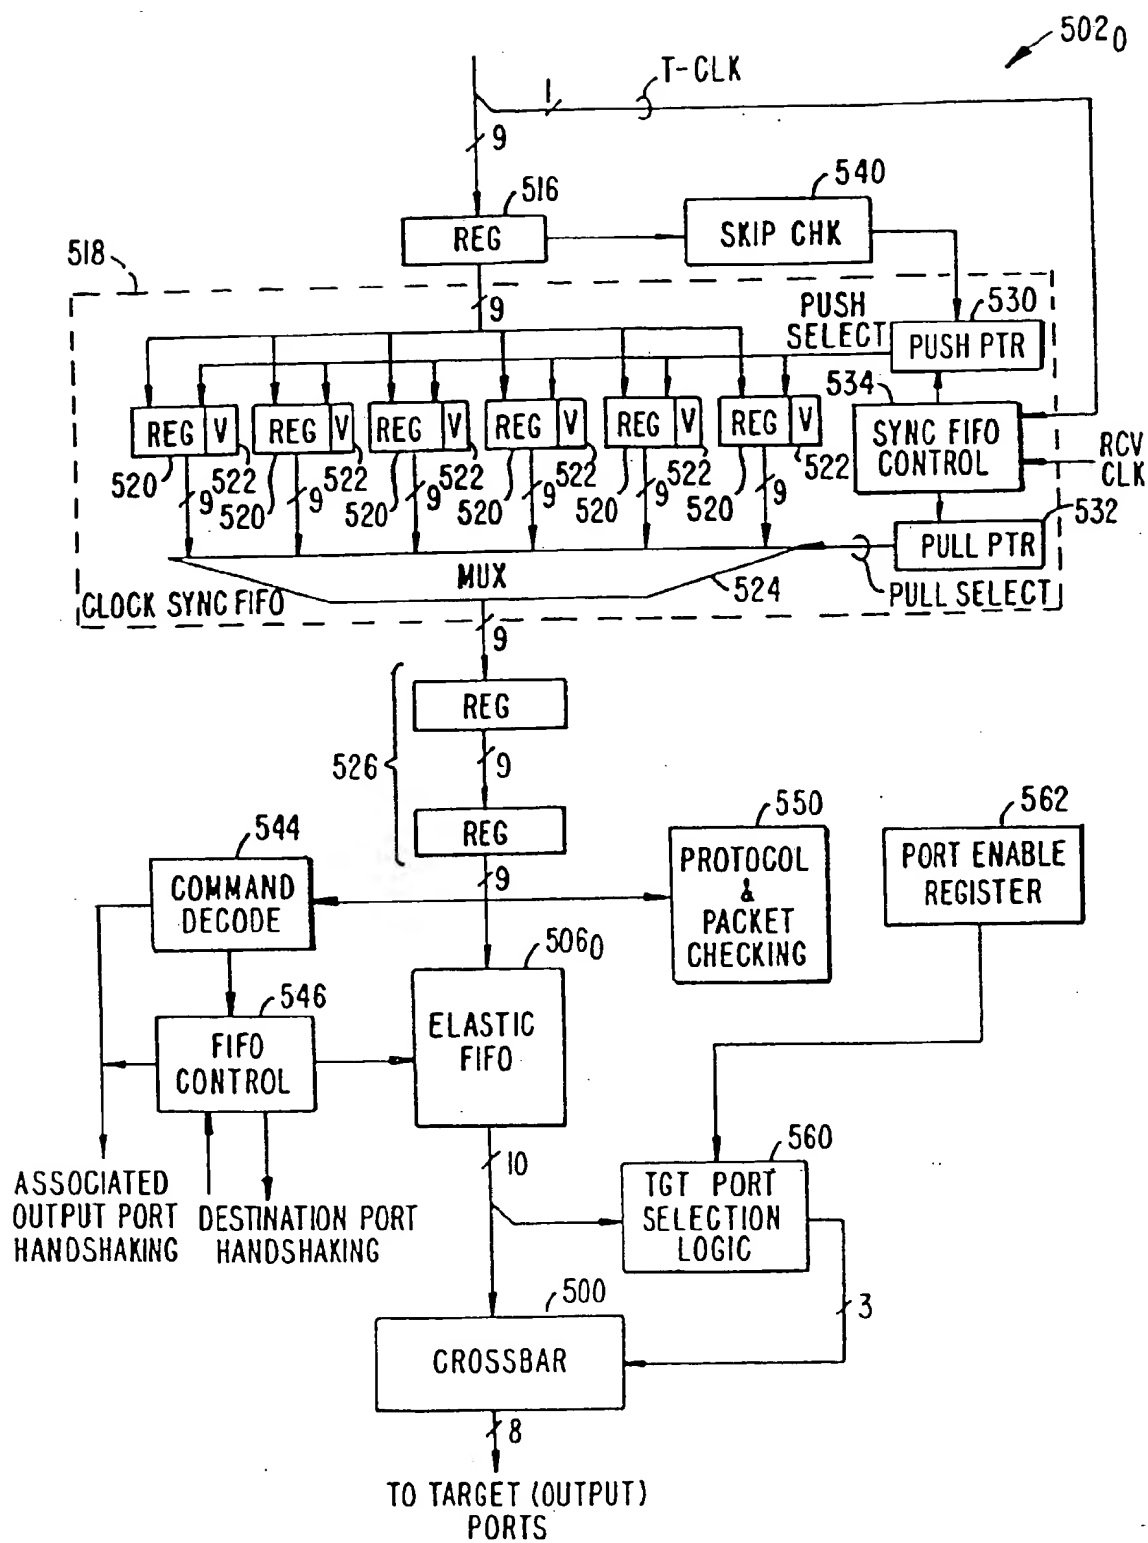 502₀
T-CLK
1
9
516
540
REG
SKIP CHK
518
9
PUSH
SELECT
530
PUSH PTR
534
REG V REG V REG V REG V REG V REG V
SYNC FIFO
CONTROL
RCV
CLK
520 522 520 522 520 522 520 522 520 522 522
9 9 9 9 9 9
532
PULL PTR
MUX
524
PULL SELECT
CLOCK SYNC FIFO
9
REG
526
9
REG
9
544
COMMAND
DECODE
550
PROTOCOL
&
PACKET
CHECKING
562
PORT ENABLE
REGISTER
506₀
ELASTIC
FIFO
546
FIFO
CONTROL
10
560
TGT PORT
SELECTION
LOGIC
ASSOCIATED
OUTPUT PORT
HANDSHAKING
DESTINATION PORT
HANDSHAKING
500
3
CROSSBAR
8
TO TARGET (OUTPUT)
PORTS